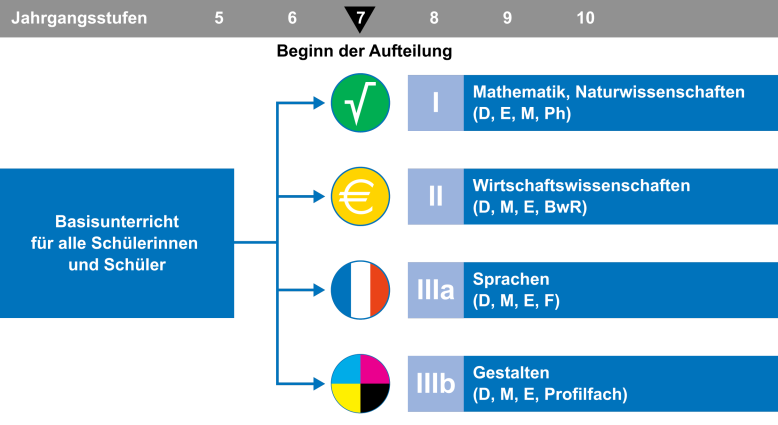 Jahrgangsstufen 5 6 7 8 9 10
Beginn der Aufteilung
Basisunterricht
für alle Schülerinnen
und Schüler
√
I
Mathematik, Naturwissenschaften
(D, E, M, Ph)
€
II
Wirtschaftswissenschaften
(D, M, E, BwR)
IIIa
Sprachen
(D, M, E, F)
IIIb
Gestalten
(D, M, E, Profilfach)